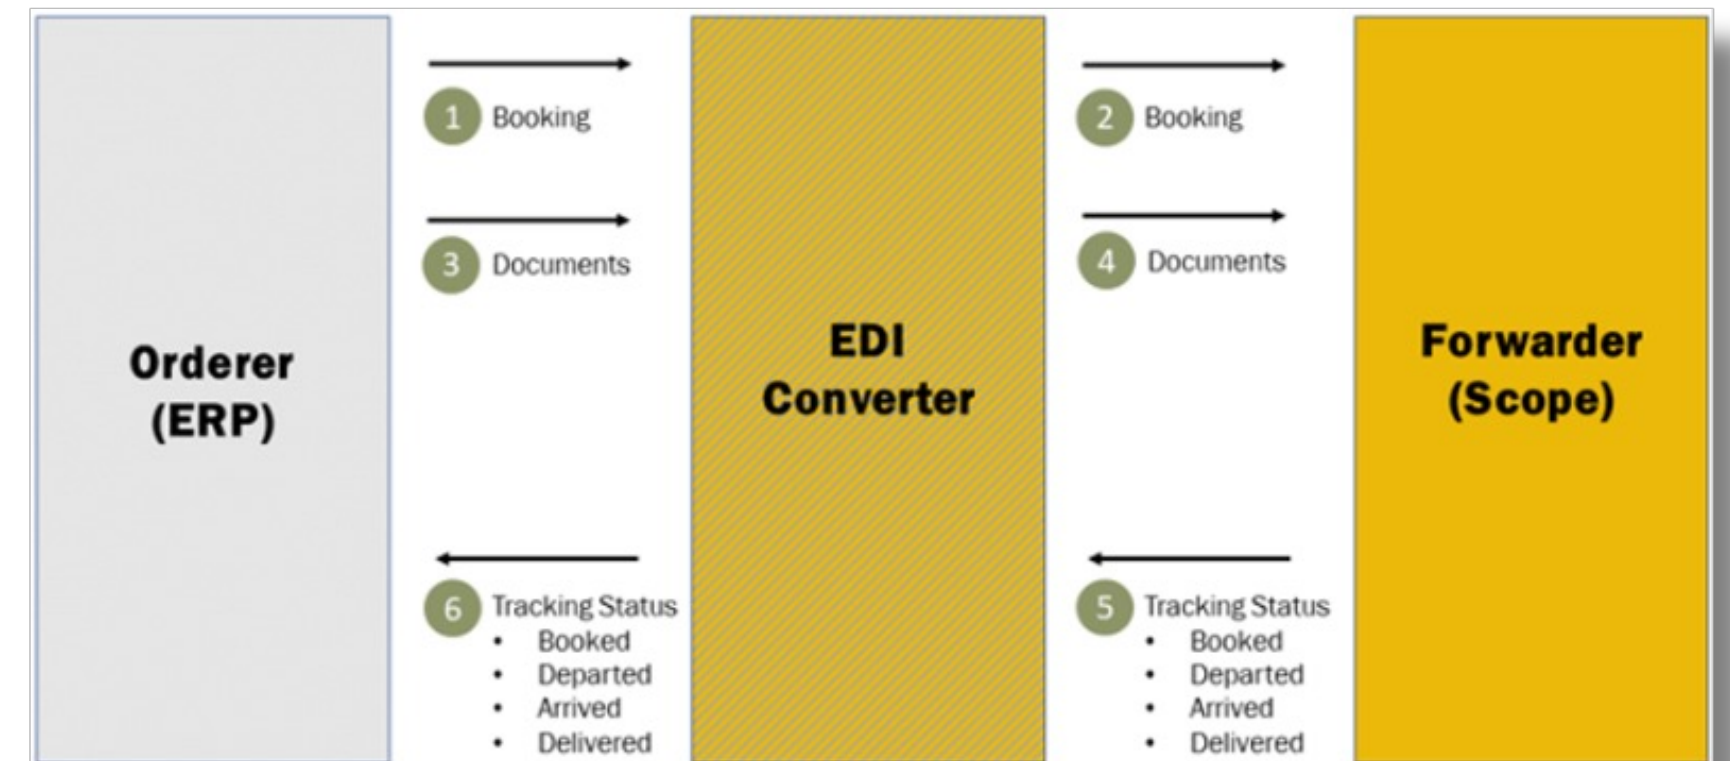 Orderer
(ERP)
1 Booking
3 Documents
6 Tracking Status
• Booked
• Departed
• Arrived
• Delivered
EDI
Converter
2 Booking
4 Documents
5 Tracking Status
• Booked
• Departed
• Arrived
• Delivered
Forwarder
(Scope)